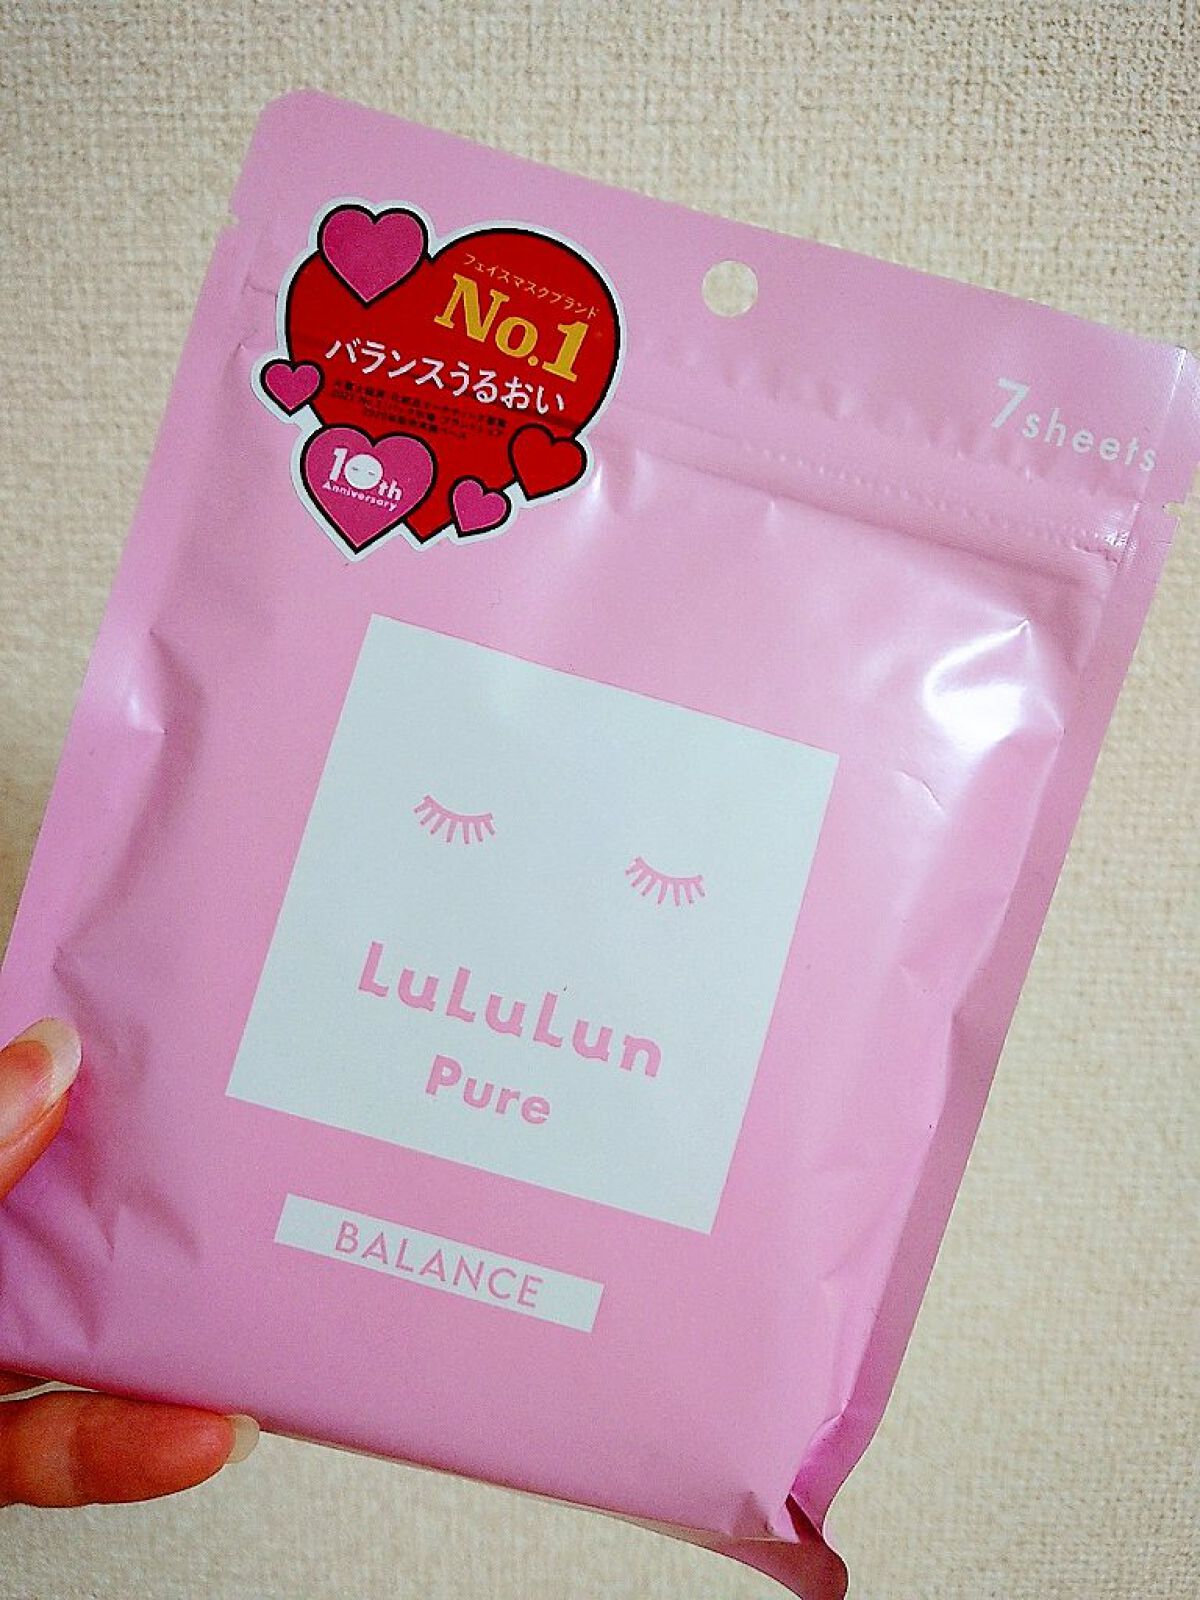 フェイスマスクブランド
No.1
バランスうるおい
10th
Anniversary
7sheets
LuLuLun
Pure
BALANCE